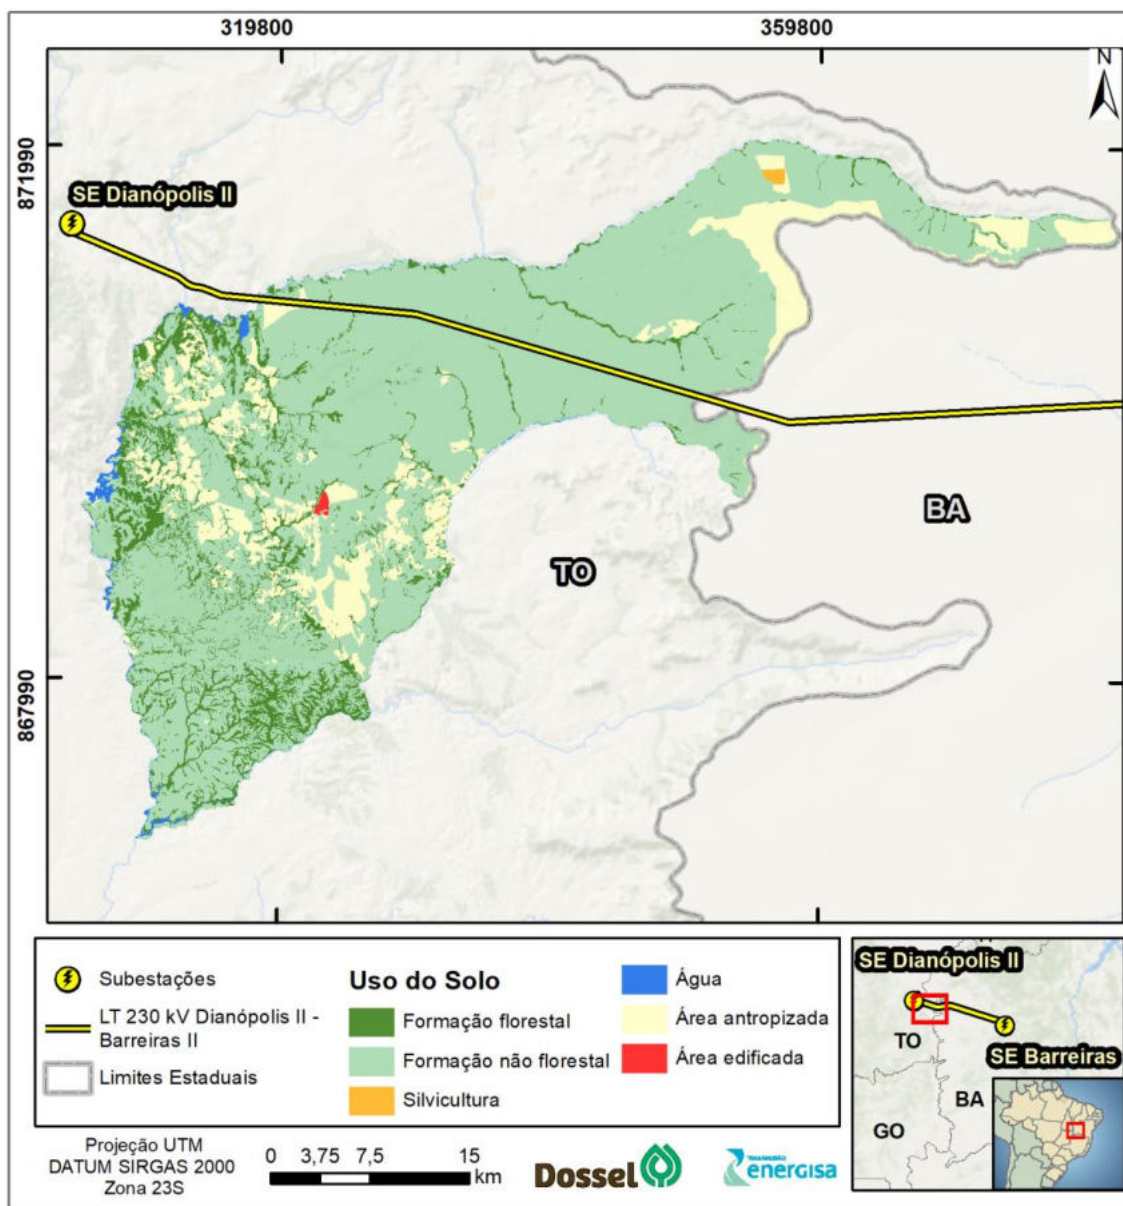 319800
359800
N
871990
SE Dianópolis II
BA
TO
867990
Subestações
LT 230 kV Dianópolis II -
Barreiras II
Limites Estaduais
Uso do Solo
Formação florestal
Formação não florestal
Silvicultura
Água
Área antropizada
Área edificada
SE Dianópolis II
TO
SE Barreiras
BA
GO
Projeção UTM
DATUM SIRGAS 2000
Zona 23S
0 3,75 7,5 15
km
Dossel
energisa